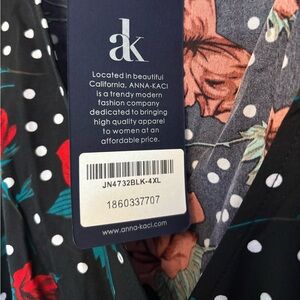 ak
Located in beautiful
California, ANNA-KACI
is a trendy modern
fashion company
dedicated to bringing
high quality apparel
to women at an
affordable price.
JN4732BLK-4XL
1860337707
www.anna-kaci.com